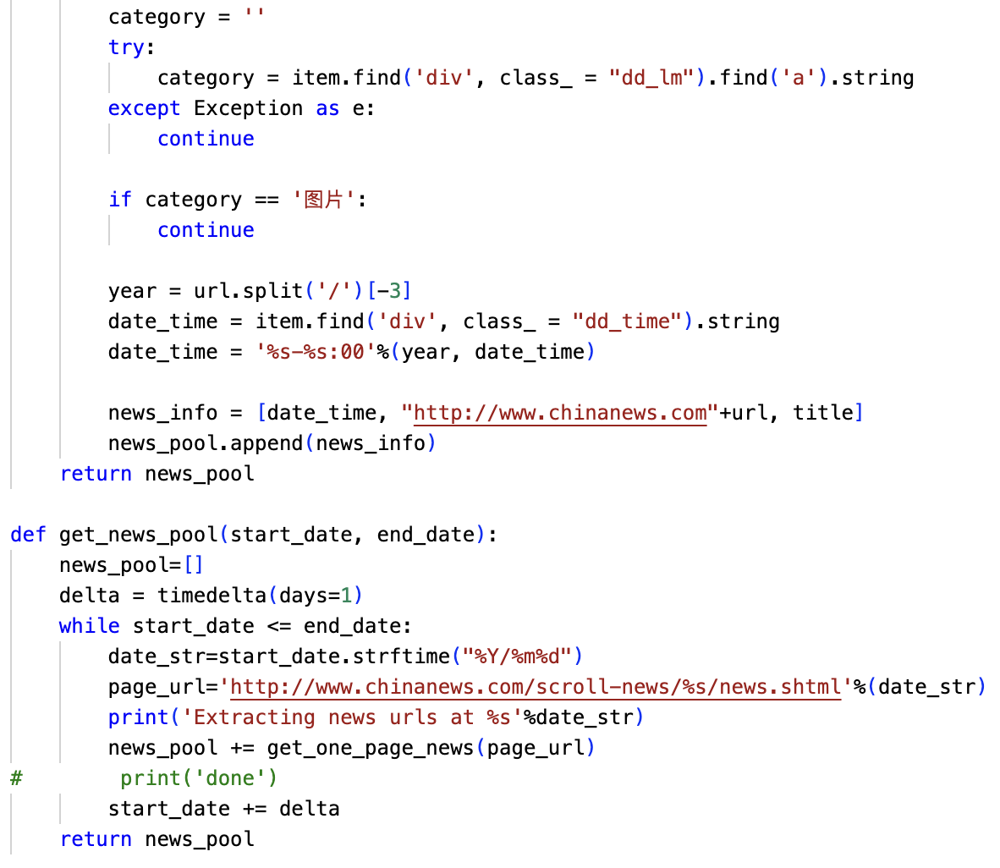 category = ''
try:
category = item.find('div', class_ = "dd_lm").find('a').string
except Exception as e:
continue
if category == '图片':
continue
year = url.split('/')[-3]
date_time = item.find('div', class_ = "dd_time").string
date_time = '%s-%s:00'%(year, date_time)
news_info = [date_time, "http://www.chinanews.com"+url, title]
news_pool.append(news_info)
return news_pool
def get_news_pool(start_date, end_date):
news_pool=[]
delta = timedelta(days=1)
while start_date <= end_date:
date_str=start_date.strftime("%Y/%m%d")
page_url='http://www.chinanews.com/scroll-news/%s/news.shtml'%(date_str)
print('Extracting news urls at %s'%date_str)
news_pool += get_one_page_news(page_url)
#        print('done')
start_date += delta
return news_pool